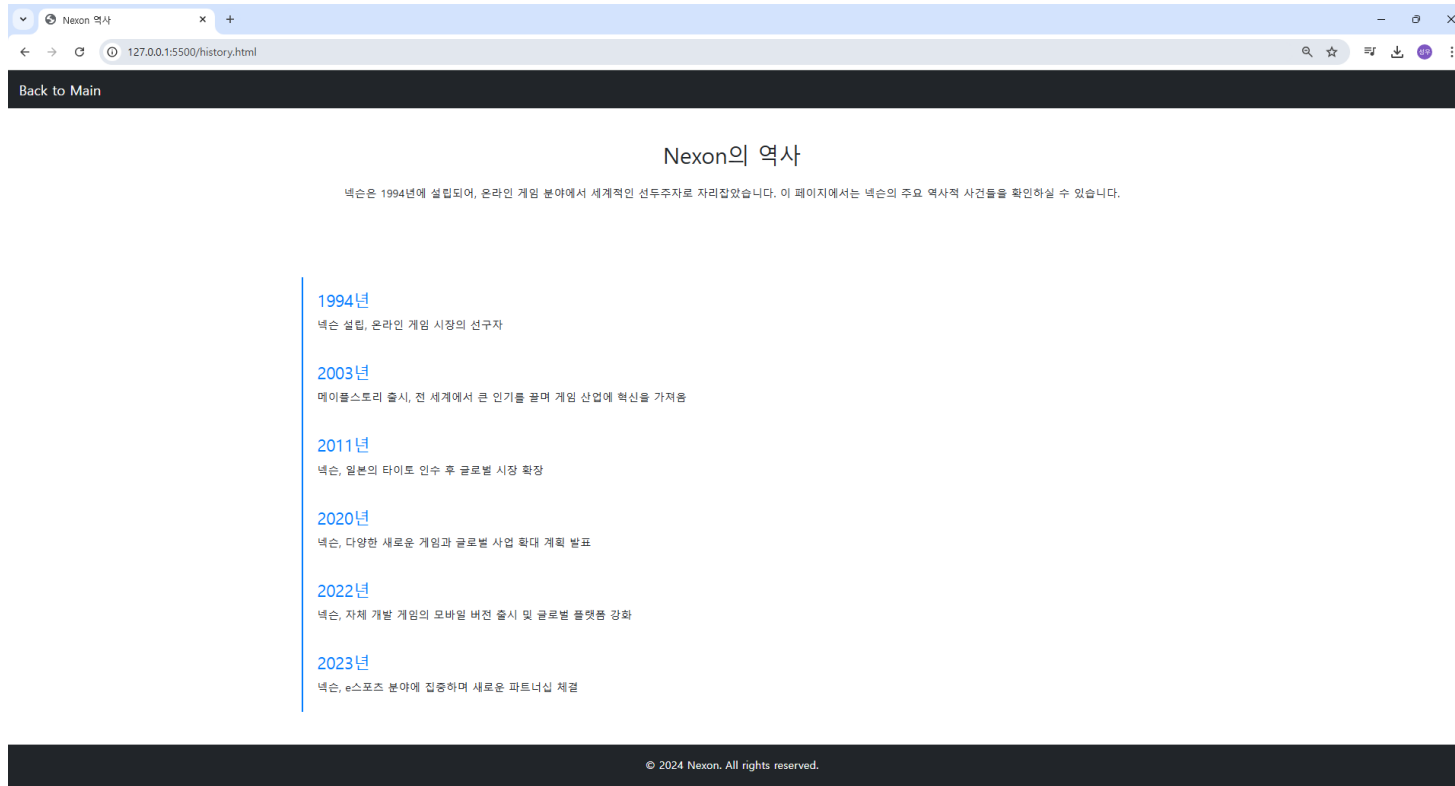 Nexon 역사
127.0.0.1:5500/history.html
성우
Back to Main
Nexon의 역사
넥슨은 1994년에 설립되어, 온라인 게임 분야에서 세계적인 선두주자로 자리잡았습니다. 이 페이지에서는 넥슨의 주요 역사적 사건들을 확인하실 수 있습니다.
1994년
넥슨 설립, 온라인 게임 시장의 선구자
2003년
메이플스토리 출시, 전 세계에서 큰 인기를 끌며 게임 산업에 혁신을 가져옴
2011년
넥슨, 일본의 타이토 인수 후 글로벌 시장 확장
2020년
넥슨, 다양한 새로운 게임과 글로벌 사업 확대 계획 발표
2022년
넥슨, 자체 개발 게임의 모바일 버전 출시 및 글로벌 플랫폼 강화
2023년
넥슨, e스포츠 분야에 집중하며 새로운 파트너십 체결
© 2024 Nexon. All rights reserved.